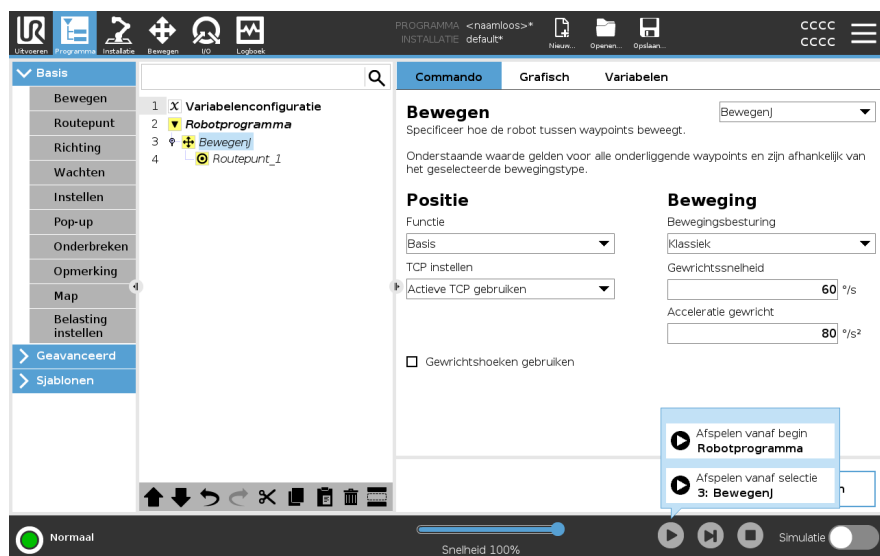 UR
PROGRAMMA <naamloos>*
INSTALLATIE default*
CCCC
CCCC
Uitvoeren Programma Installatie Bewegen I/O Logboek Nieuw... Openen... Opslaan...
Basis
Bewegen
Routepunt
Richting
Wachten
Instellen
Pop-up
Onderbreken
Opmerking
Map
Belasting
instellen
Geavanceerd
Sjablonen
1 X Variabelenconfiguratie
2 Robotprogramma
3 BewegenJ
4 Routepunt_1
Commando Grafisch Variabelen
Bewegen
BewegenJ
Specificeer hoe de robot tussen waypoints beweegt.
Onderstaande waarde gelden voor alle onderliggende waypoints en zijn afhankelijk van
het geselecteerde bewegingstype.
Positie
Functie
Basis
TCP instellen
Actieve TCP gebruiken
Gewrichtshoeken gebruiken
Beweging
Bewegingsbesturing
Klassiek
Gewrichtssnelheid
60 °/s
Acceleratie gewricht
80 °/s²
Afspelen vanaf begin
Robotprogramma
Afspelen vanaf selectie
3: BewegenJ
Normaal
Snelheid 100%
Simulatie